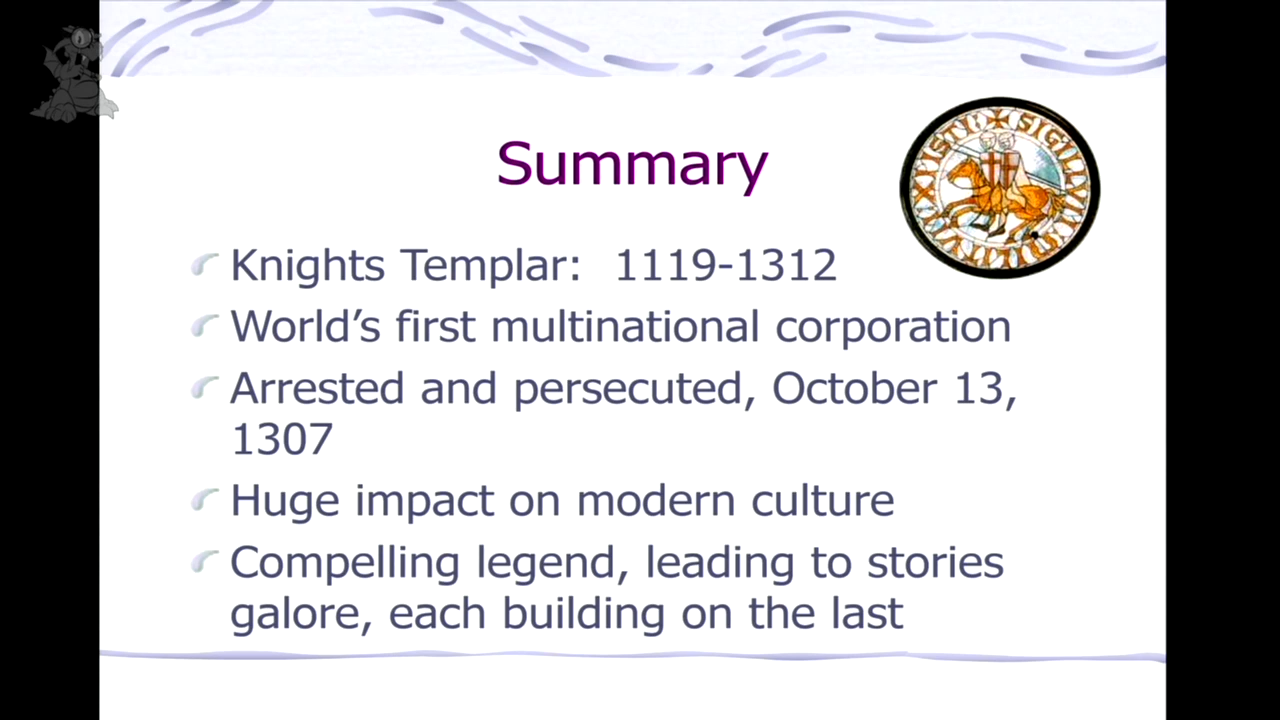 Summary
Knights Templar: 1119-1312
World's first multinational corporation
Arrested and persecuted, October 13,
1307
Huge impact on modern culture
Compelling legend, leading to stories
galore, each building on the last